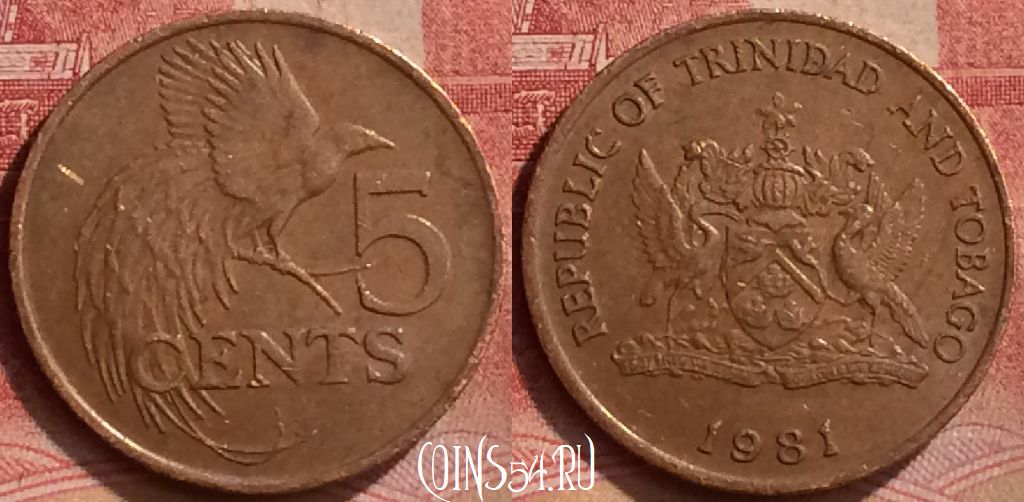 5
CENTS
REPUBLIC OF TRINIDAD AND TOBAGO
1981
COINS54.RU